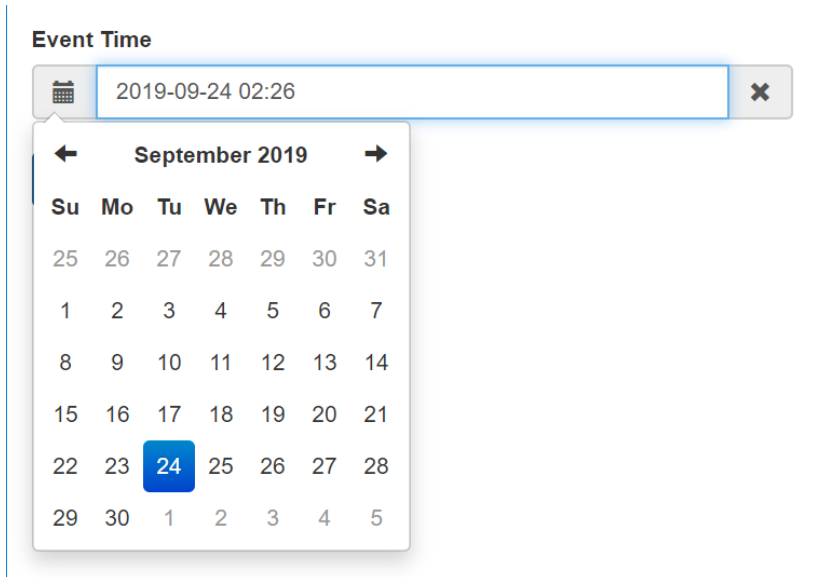 Event Time
2019-09-24 02:26
September 2019
Su Mo Tu We Th Fr Sa
25 26 27 28 29 30 31
1 2 3 4 5 6 7
8 9 10 11 12 13 14
15 16 17 18 19 20 21
22 23 24 25 26 27 28
29 30 1 2 3 4 5